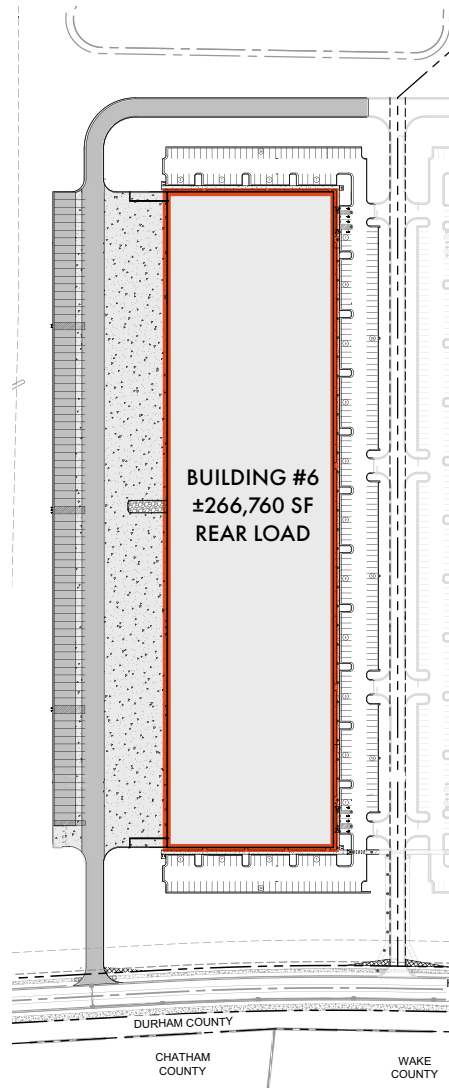 BUILDING #6
±266,760 SF
REAR LOAD
DURHAM COUNTY
CHATHAM
COUNTY
WAKE
COUNTY